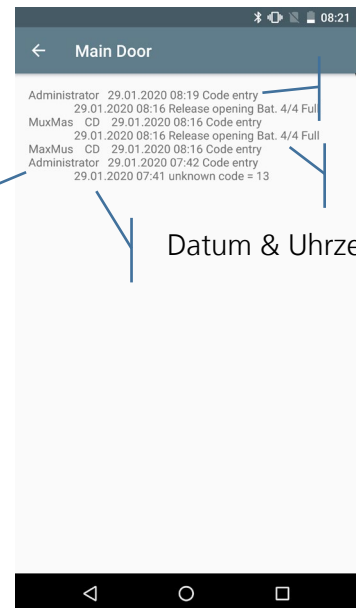 08:21
Main Door
Administrator 29.01.2020 08:19 Code entry
29.01.2020 08:16 Release opening Bat. 4/4 Full
MuxMas CD 29.01.2020 08:16 Code entry
29.01.2020 08:16 Release opening Bat. 4/4 Full
MaxMus CD 29.01.2020 08:16 Code entry
Administrator 29.01.2020 07:42 Code entry
29.01.2020 07:41 unknown code = 13
Datum & Uhrze